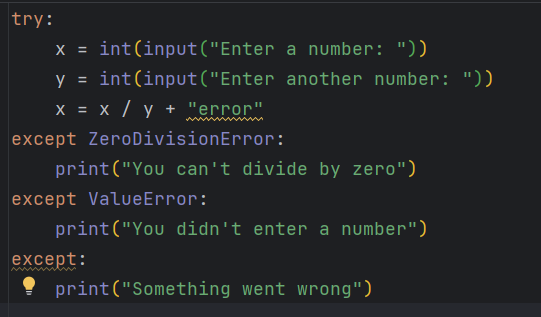 try:
    x = int(input("Enter a number: "))
    y = int(input("Enter another number: "))
    x = x / y + "error"
except ZeroDivisionError:
    print("You can't divide by zero")
except ValueError:
    print("You didn't enter a number")
except:
    print("Something went wrong")